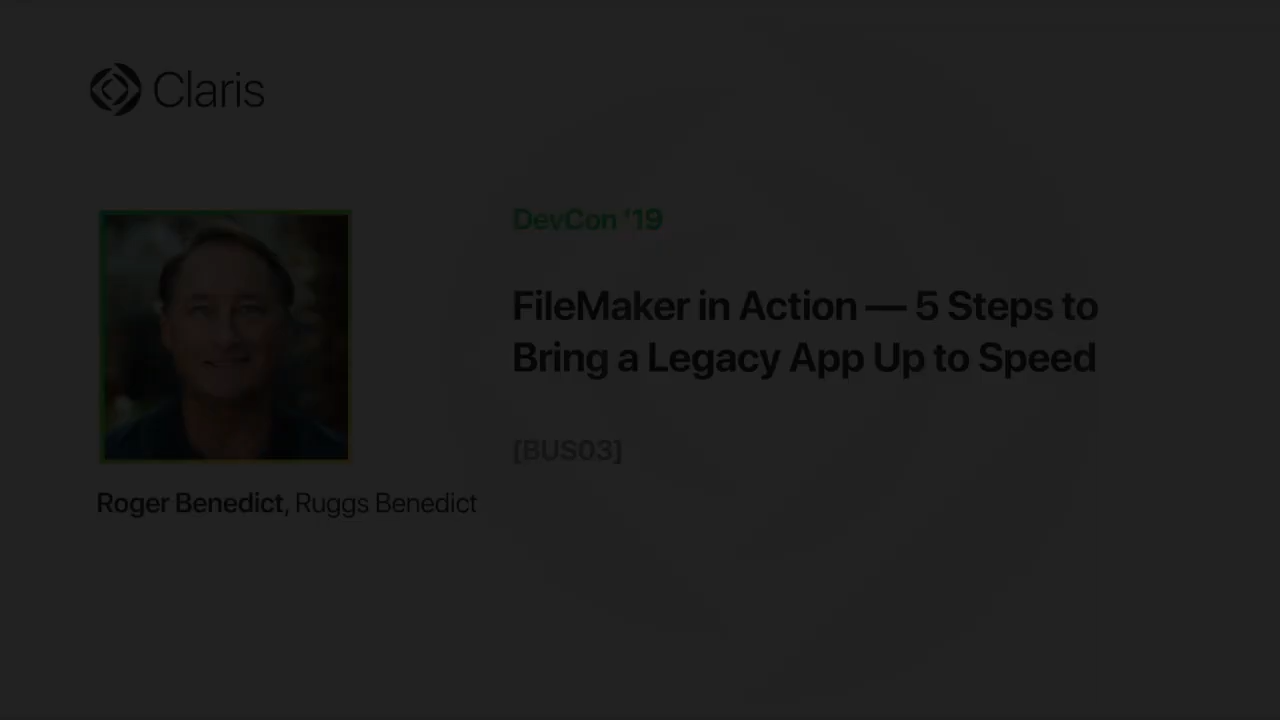 Claris
DevCon ‘19
FileMaker in Action — 5 Steps to
Bring a Legacy App Up to Speed
[BUS03]
Roger Benedict, Ruggs Benedict